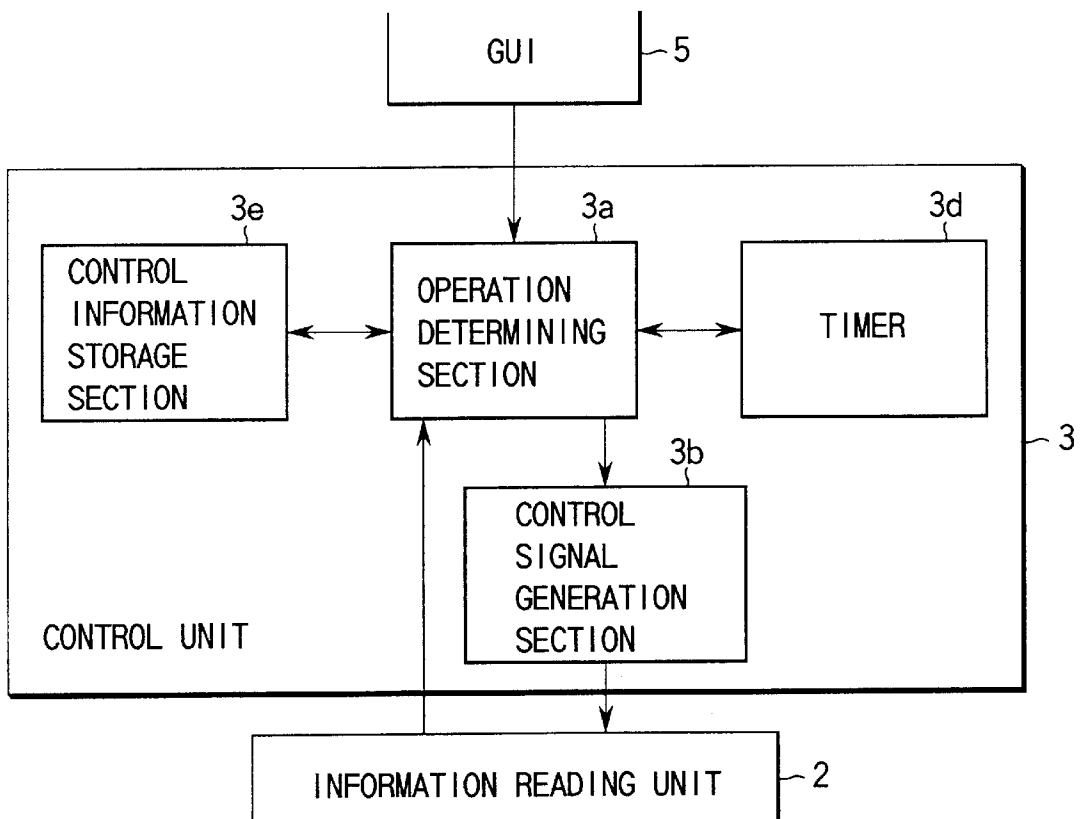 GUI
5
3e
3a
3d
CONTROL
INFORMATION
STORAGE
SECTION
OPERATION
DETERMINING
SECTION
TIMER
3
3b
CONTROL
SIGNAL
GENERATION
SECTION
CONTROL UNIT
INFORMATION READING UNIT
2